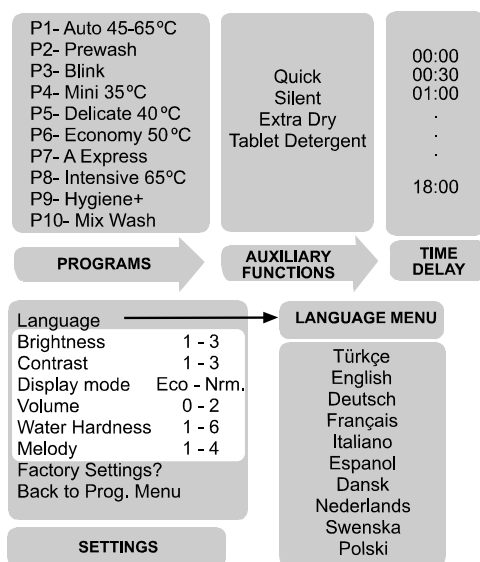 P1- Auto 45-65°C
P2- Prewash
P3- Blink
P4- Mini 35°C
P5- Delicate 40°C
P6- Economy 50°C
P7- A Express
P8- Intensive 65°C
P9- Hygiene+
P10- Mix Wash
PROGRAMS
Quick
Silent
Extra Dry
Tablet Detergent
AUXILIARY
FUNCTIONS
00:00
00:30
01:00
.
.
.
18:00
TIME
DELAY
Language
Brightness 1 - 3
Contrast 1 - 3
Display mode Eco - Nrm.
Volume 0 - 2
Water Hardness 1 - 6
Melody 1 - 4
Factory Settings?
Back to Prog. Menu
SETTINGS
LANGUAGE MENU
Türkçe
English
Deutsch
Français
Italiano
Espanol
Dansk
Nederlands
Swenska
Polski